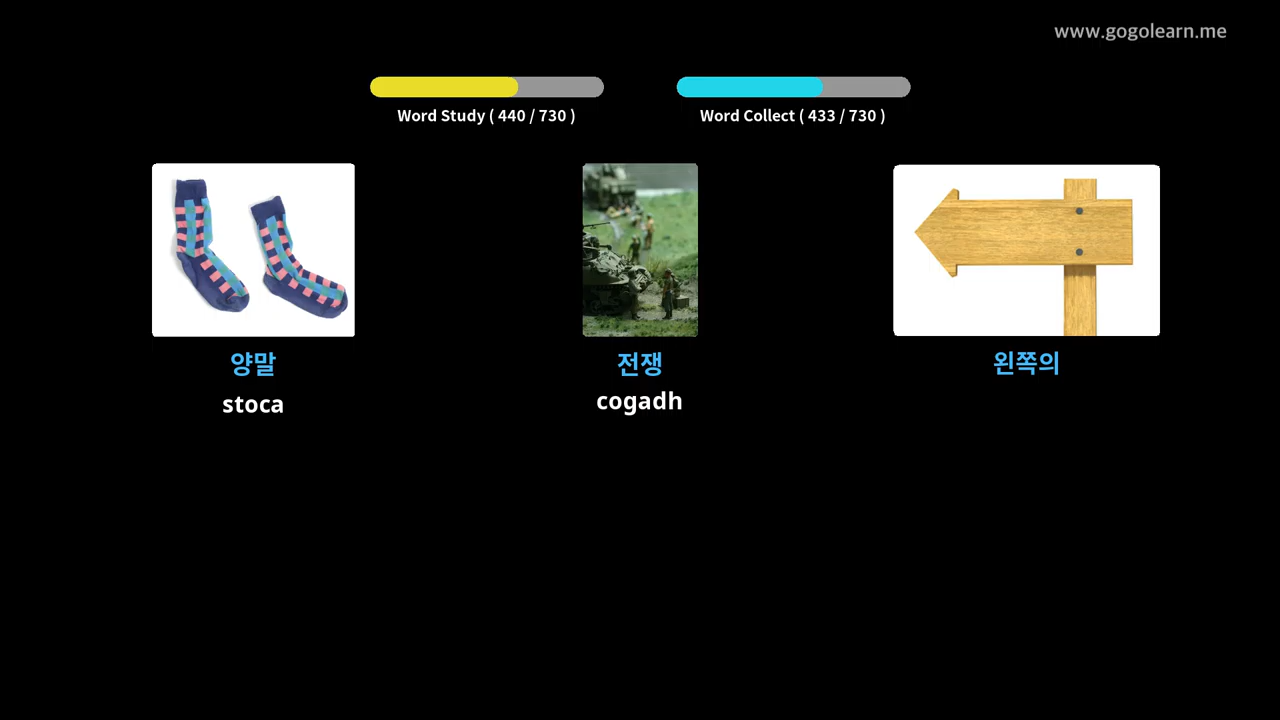 www.gogolearn.me
Word Study ( 440 / 730 )
Word Collect ( 433 / 730 )
양말
전쟁
왼쪽의
stoca
cogadh